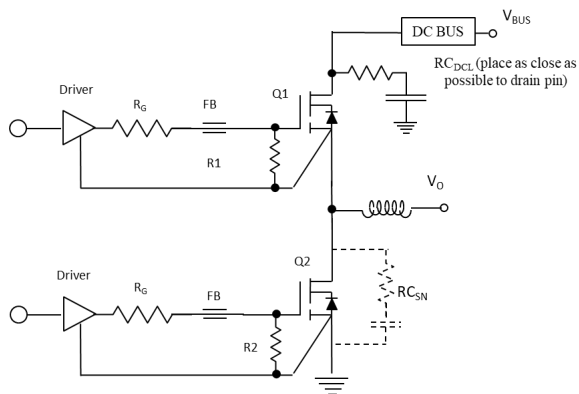 V_BUS
DC BUS
RC_DCL (place as close as
possible to drain pin)
Driver
R_G
FB
Q1
R1
V_O
Driver
R_G
FB
Q2
RC_SN
R2